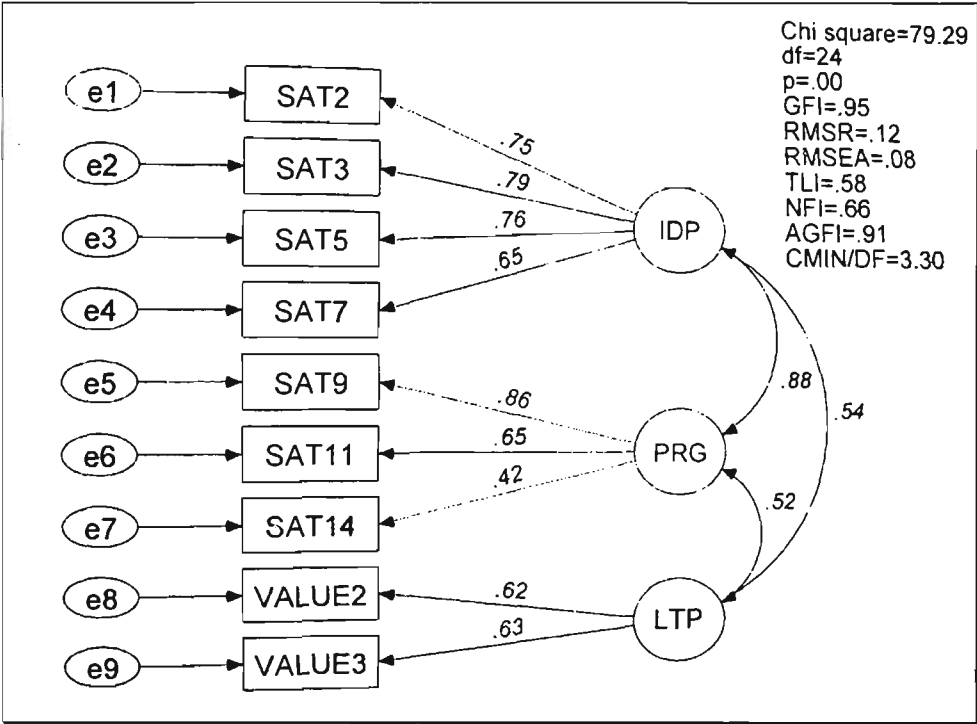 Chi square=79.29
df=24
p=.00
GFI=.95
RMSR=.12
RMSEA=.08
TLI=.58
NFI=.66
AGFI=.91
CMIN/DF=3.30
e1
SAT2
.75
e2
SAT3
.79
e3
SAT5
.76
IDP
e4
SAT7
.65
e5
SAT9
.86
.88
.54
e6
SAT11
.65
PRG
e7
SAT14
.42
.52
e8
VALUE2
.62
LTP
e9
VALUE3
.63